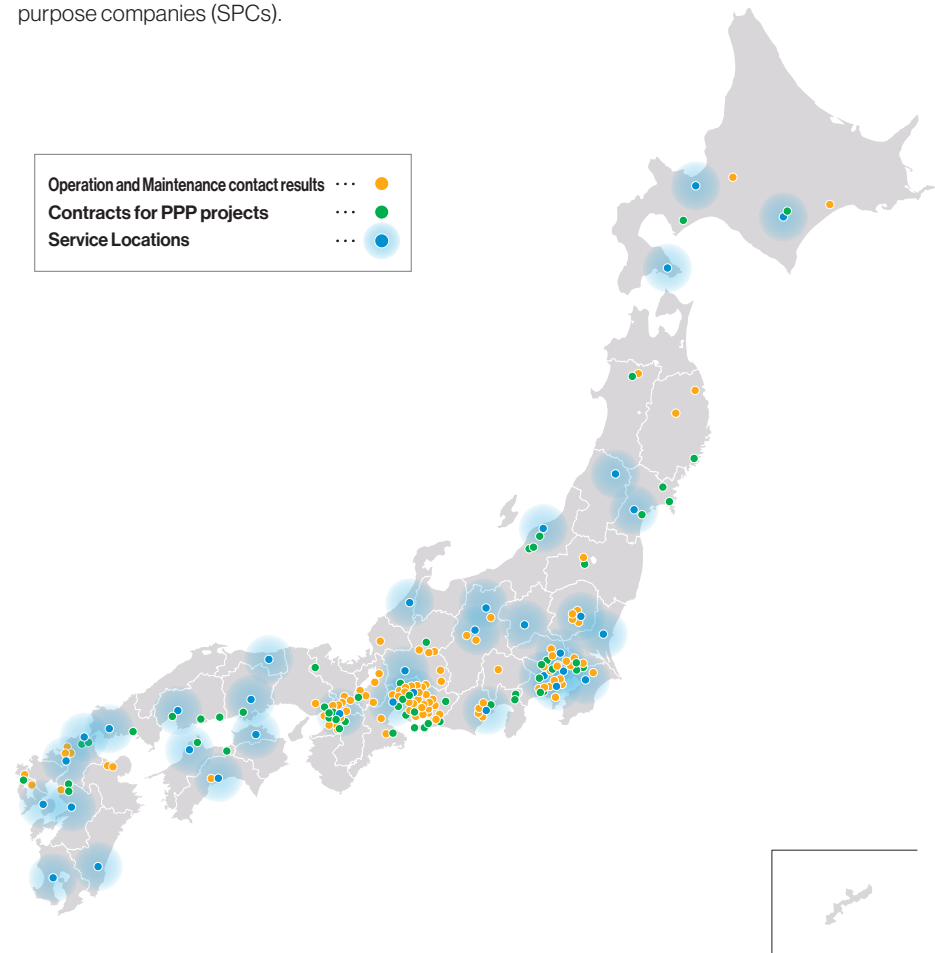 purpose companies (SPCs).
Operation and Maintenance contact results ···
Contracts for PPP projects ···
Service Locations ···